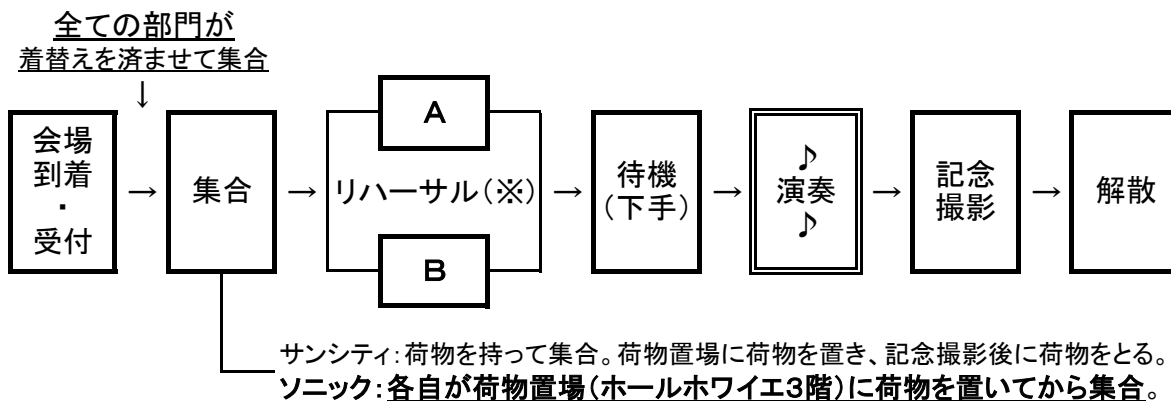 全ての部門が
着替えを済ませて集合
↓
会場
到着
・
受付
→
集合
→
A
リハーサル(※)
B
→
待機
(下手)
→
♪
演奏
♪
→
記念
撮影
→
解散
サンシティ:荷物を持って集合。荷物置場に荷物を置き、記念撮影後に荷物をとる。
ソニック:各自が荷物置場(ホールホワイエ3階)に荷物を置いてから集合。